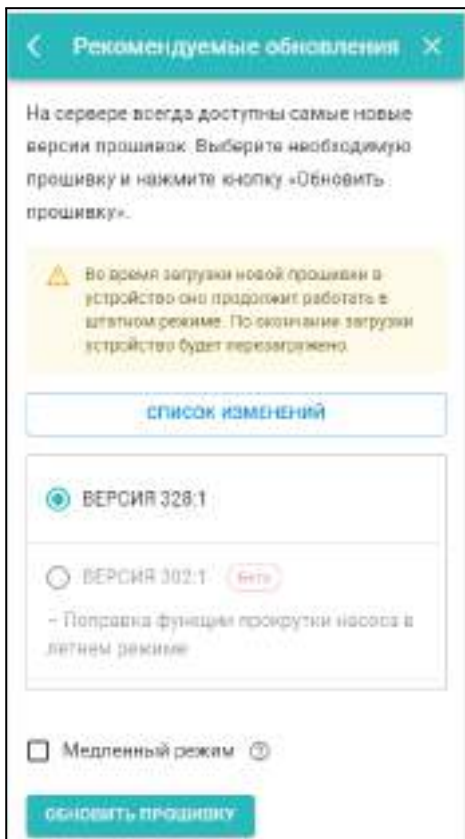 Рекомендуемые обновления
На сервере всегда доступны самые новые
версии прошивок. Выберите необходимую
прошивку и нажмите кнопку «Обновить
прошивку».
Во время загрузки новой прошивки в
устройство оно продолжит работать в
штатном режиме. По окончание загрузки
устройство будет перезагружено.
СПИСОК ИЗМЕНЕНИЙ
ВЕРСИЯ 328:1
ВЕРСИЯ 302:1 Бета
– Поправка функции прокрутки насоса в
летнем режиме
Медленный режим
ОБНОВИТЬ ПРОШИВКУ